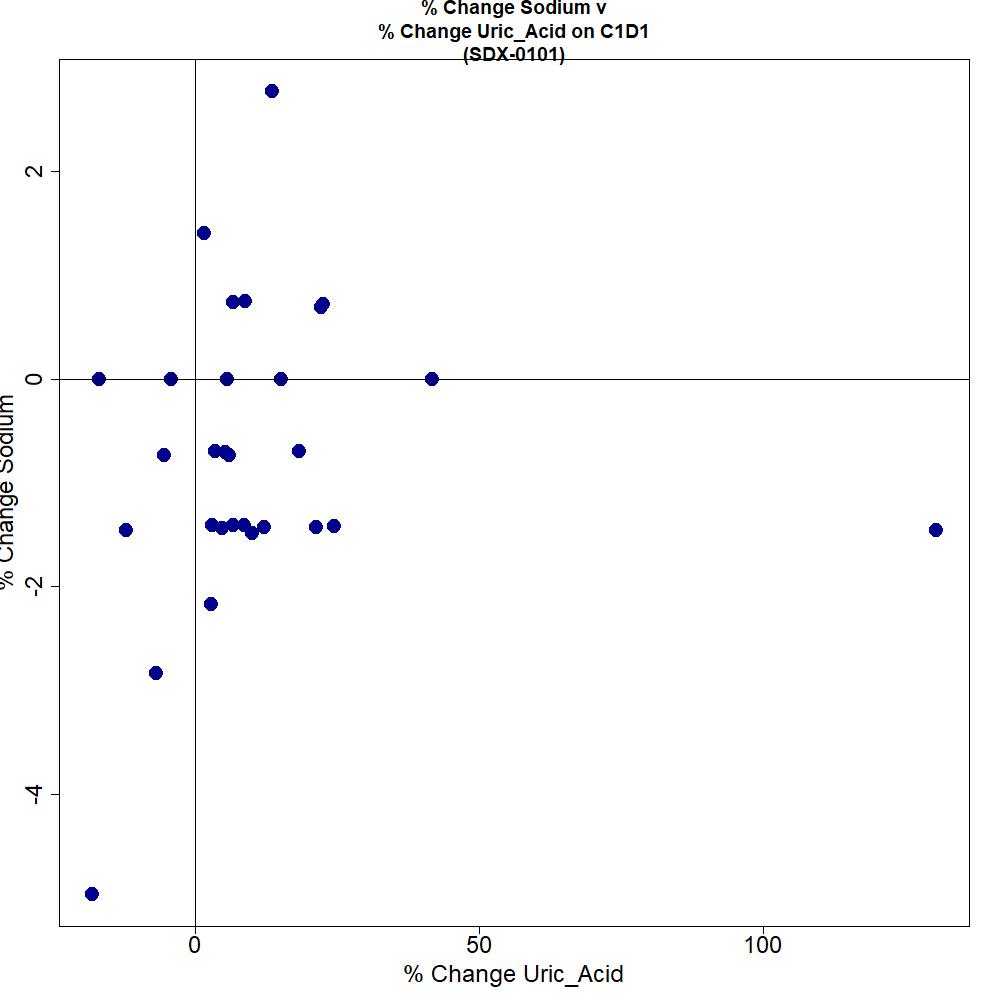 % Change Sodium v
% Change Uric_Acid on C1D1
(SDX-0101)
2
0
-2
-4
% Change Sodium
0
50
100
% Change Uric_Acid